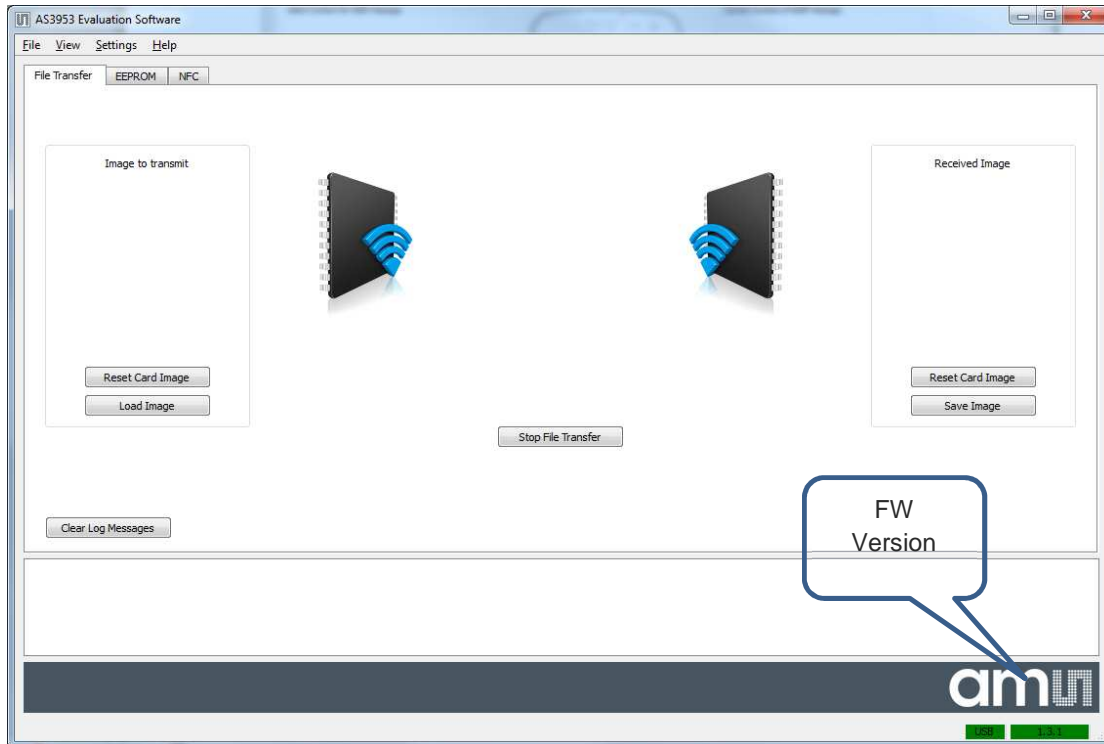 AS3953 Evaluation Software
File View Settings Help
File Transfer EEPROM NFC
Image to transmit
Received Image
Reset Card Image
Load Image
Reset Card Image
Save Image
Stop File Transfer
Clear Log Messages
FW
Version
am
USB 1.3.1